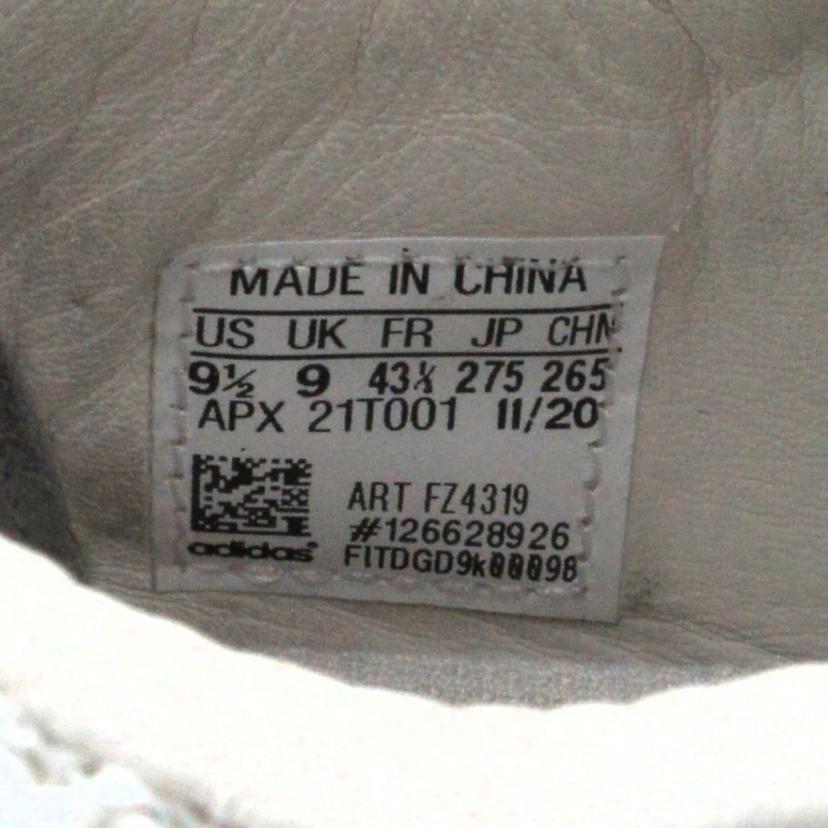 MADE IN CHINA
US UK FR JP CHN
9½ 9 43⅓ 275 265
APX 21T001 11/20
ART FZ4319
#126628926
adidas
FITDGD9k00098